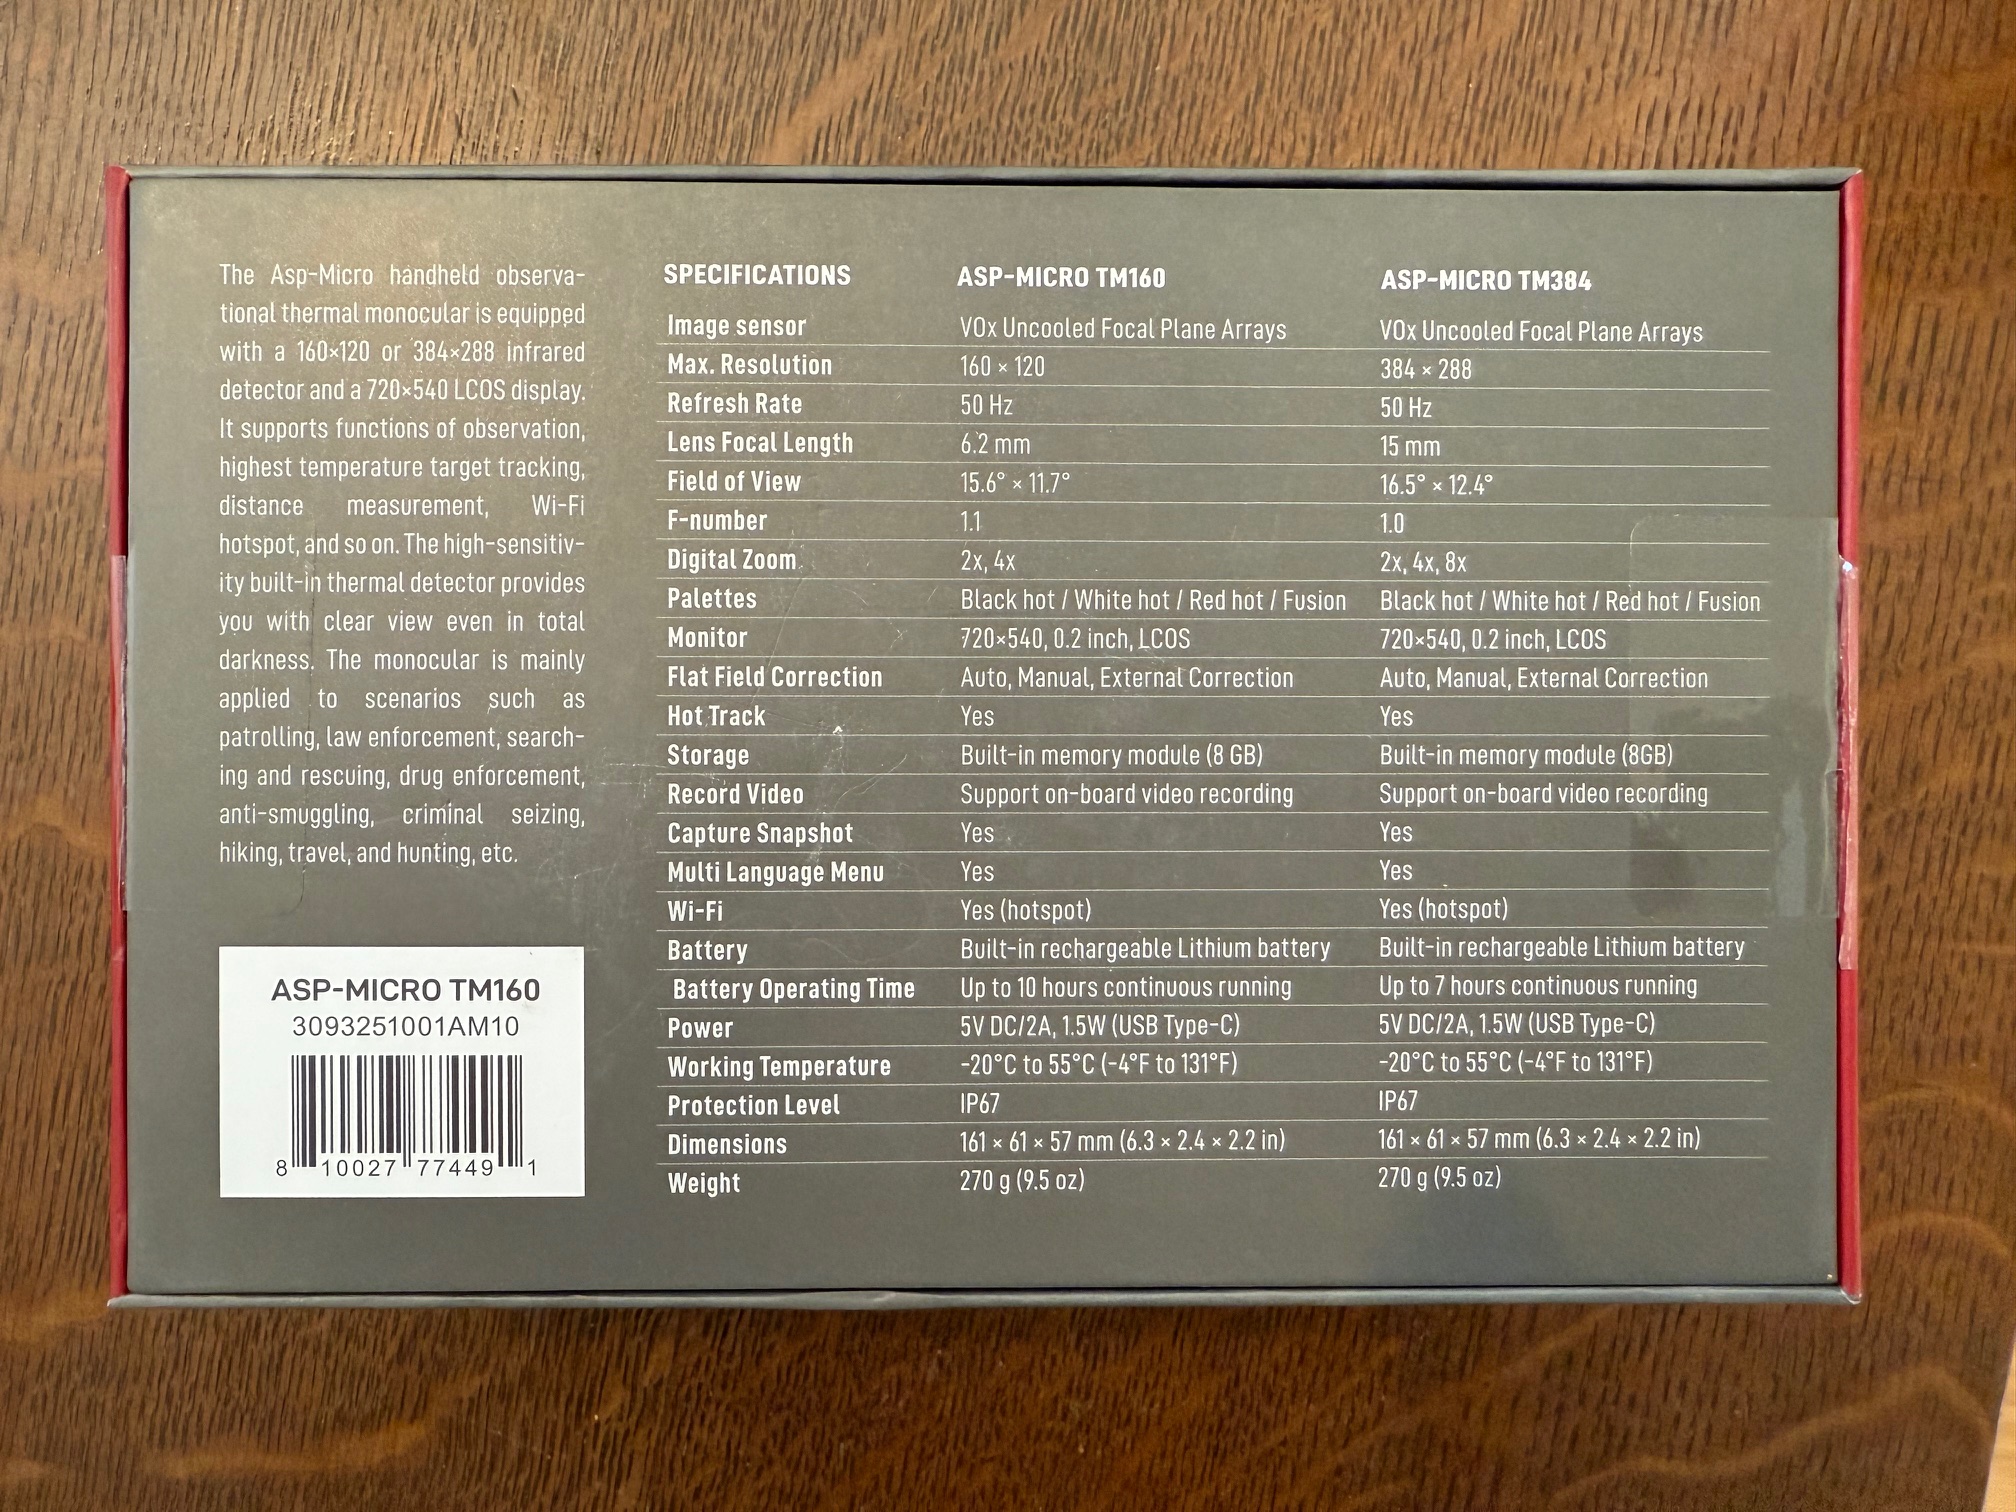 The Asp-Micro handheld observa-
tional thermal monocular is equipped
with a 160×120 or 384×288 infrared
detector and a 720×540 LCOS display.
It supports functions of observation,
highest temperature target tracking,
distance measurement, Wi-Fi
hotspot, and so on. The high-sensitiv-
ity built-in thermal detector provides
you with clear view even in total
darkness. The monocular is mainly
applied to scenarios such as
patrolling, law enforcement, search-
ing and rescuing, drug enforcement,
anti-smuggling, criminal seizing,
hiking, travel, and hunting, etc.
ASP-MICRO TM160
3093251001AM10
8 10027 77449 1
SPECIFICATIONS ASP-MICRO TM160 ASP-MICRO TM384
Image sensor VOx Uncooled Focal Plane Arrays VOx Uncooled Focal Plane Arrays
Max. Resolution 160 × 120 384 × 288
Refresh Rate 50 Hz 50 Hz
Lens Focal Length 6.2 mm 15 mm
Field of View 15.6° × 11.7° 16.5° × 12.4°
F-number 1.1 1.0
Digital Zoom 2x, 4x 2x, 4x, 8x
Palettes Black hot / White hot / Red hot / Fusion Black hot / White hot / Red hot / Fusion
Monitor 720×540, 0.2 inch, LCOS 720×540, 0.2 inch, LCOS
Flat Field Correction Auto, Manual, External Correction Auto, Manual, External Correction
Hot Track Yes Yes
Storage Built-in memory module (8 GB) Built-in memory module (8GB)
Record Video Support on-board video recording Support on-board video recording
Capture Snapshot Yes Yes
Multi Language Menu Yes Yes
Wi-Fi Yes (hotspot) Yes (hotspot)
Battery Built-in rechargeable Lithium battery Built-in rechargeable Lithium battery
Battery Operating Time Up to 10 hours continuous running Up to 7 hours continuous running
Power 5V DC/2A, 1.5W (USB Type-C) 5V DC/2A, 1.5W (USB Type-C)
Working Temperature -20°C to 55°C (-4°F to 131°F) -20°C to 55°C (-4°F to 131°F)
Protection Level IP67 IP67
Dimensions 161 × 61 × 57 mm (6.3 × 2.4 × 2.2 in) 161 × 61 × 57 mm (6.3 × 2.4 × 2.2 in)
Weight 270 g (9.5 oz) 270 g (9.5 oz)